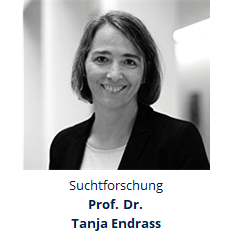 Suchtforschung
Prof. Dr.
Tanja Endrass